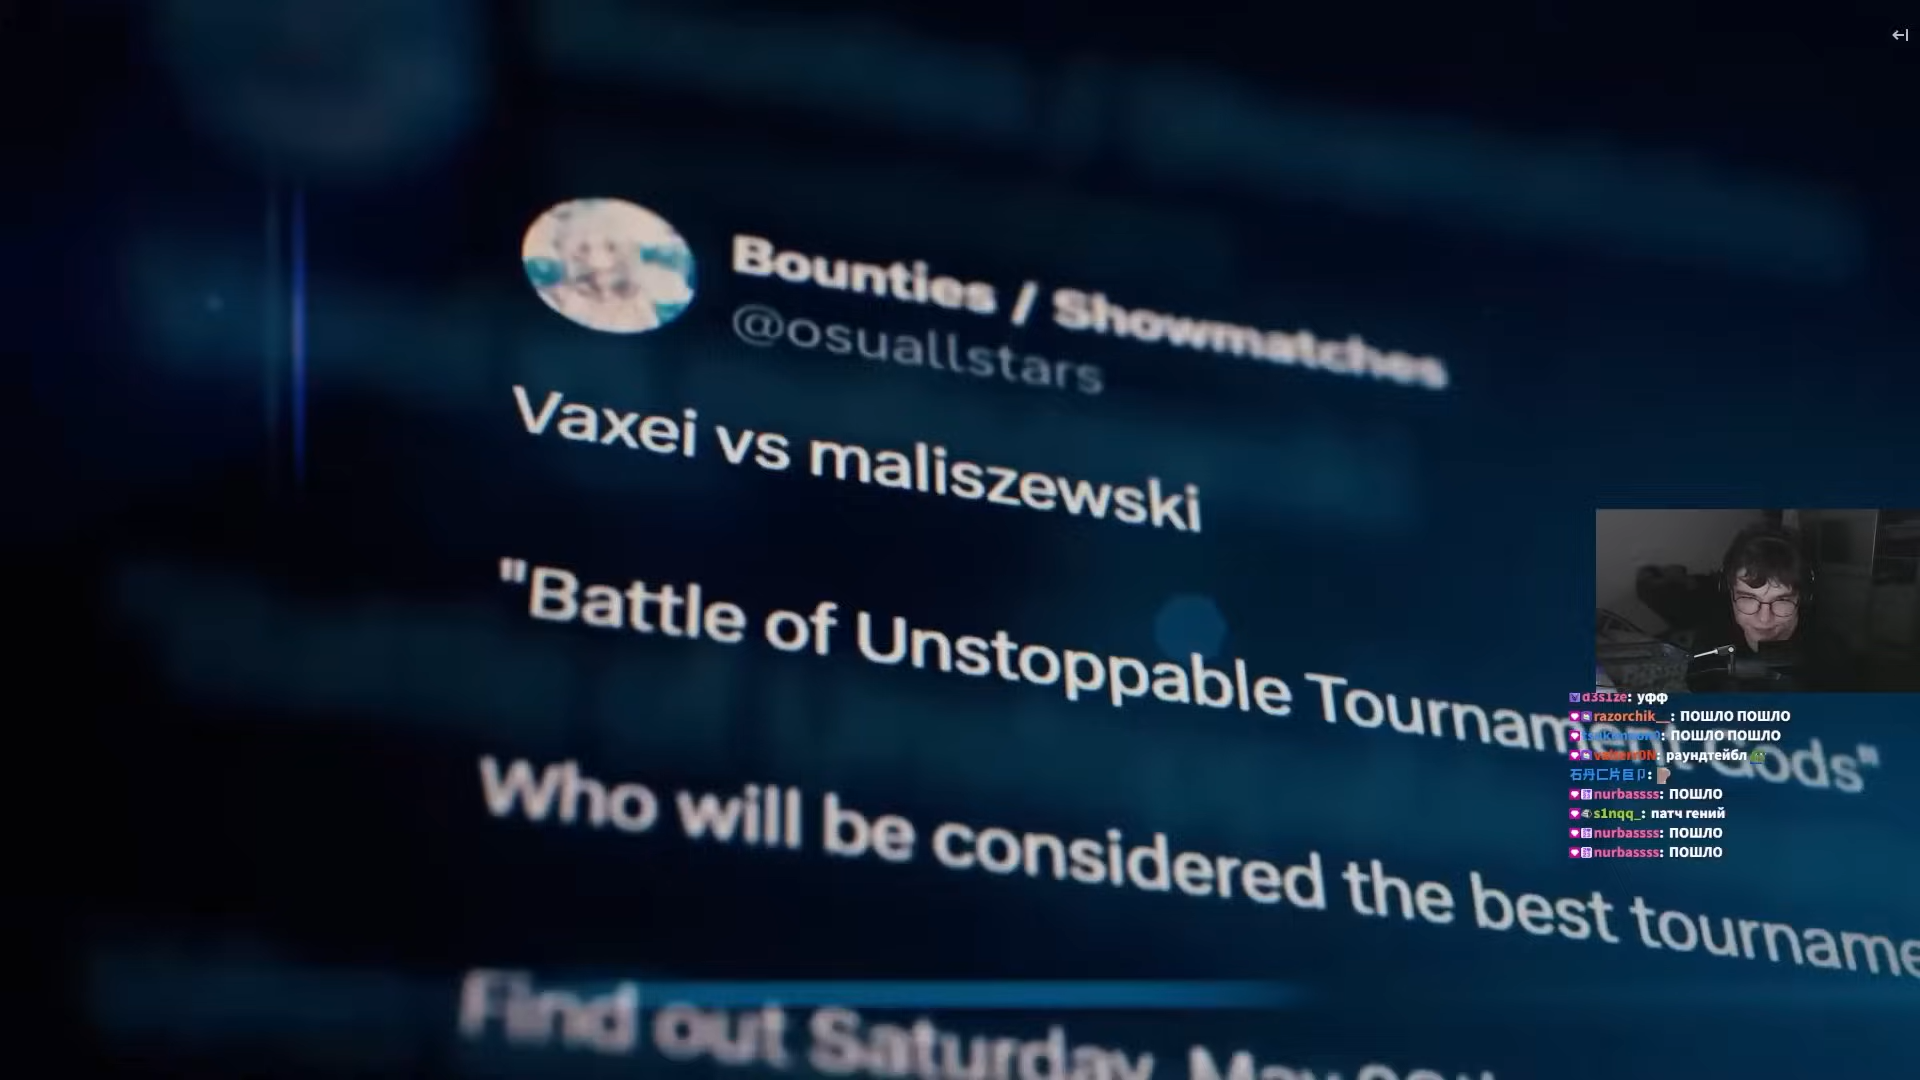 Bounties / Showmatches
@osuallstars
Vaxei vs maliszewski
"Battle of Unstoppable Tournament Gods"
Who will be considered the best tourname
Find out Saturday, May
d3s1ze: уфф
razorchik__: ПОШЛО ПОШЛО
: ПОШЛО ПОШЛО
: раундтейбл
石丹匚片巨卩:
nurbassss: ПОШЛО
s1nqq_: патч гений
nurbassss: ПОШЛО
nurbassss: ПОШЛО